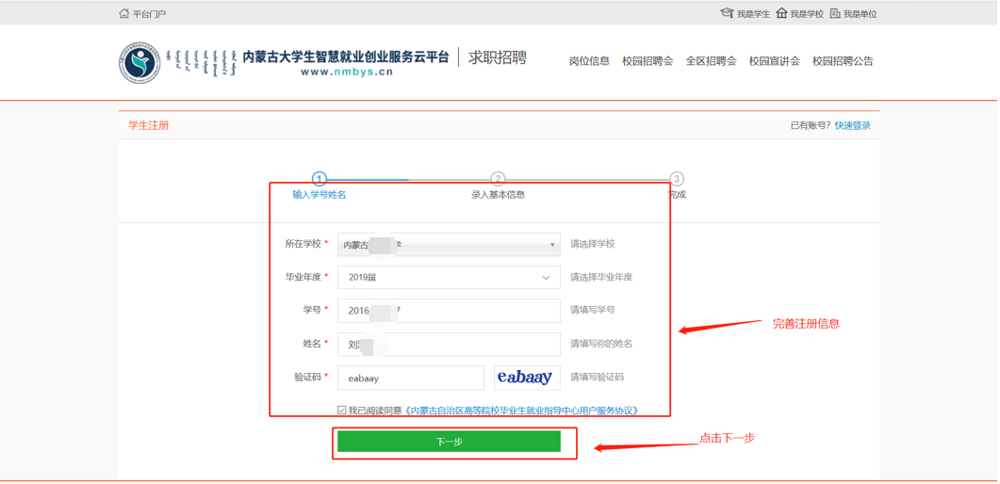 平台门户 我是学生 我是学校 我是单位
内蒙古大学生智慧就业创业服务云平台 求职招聘
www.nmbys.cn
岗位信息 校园招聘会 全区招聘会 校园宣讲会 校园招聘公告
学生注册 已有账号？快速登录
1 2 3
输入学号姓名 录入基本信息 完成
所在学校 * 内蒙古 学 请选择学校
毕业年度 * 2019届 请选择毕业年度
学号 * 2016 7 请填写学号
完善注册信息
姓名 * 刘 请填写你的姓名
验证码 * eabaay eabaay 请填写验证码
我已阅读同意《内蒙古自治区高等院校毕业生就业指导中心用户服务协议》
下一步
点击下一步